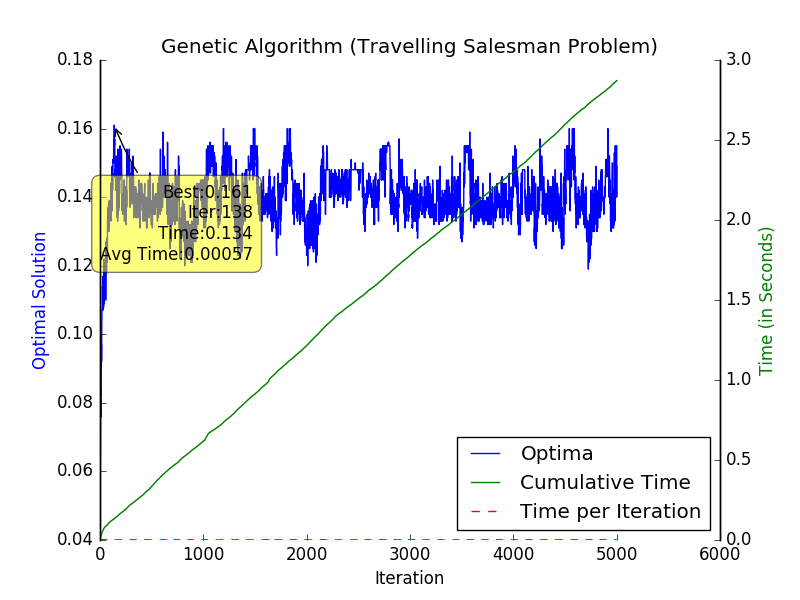 Genetic Algorithm (Travelling Salesman Problem)
0.18
0.16
0.14
0.12
0.10
0.08
0.06
0.04
Optimal Solution
Best:0.161
Iter:138
Time:0.134
Avg Time:0.00057
3.0
2.5
2.0
1.5
1.0
0.5
0.0
Time (in Seconds)
Optima
Cumulative Time
Time per Iteration
0 1000 2000 3000 4000 5000 6000
Iteration